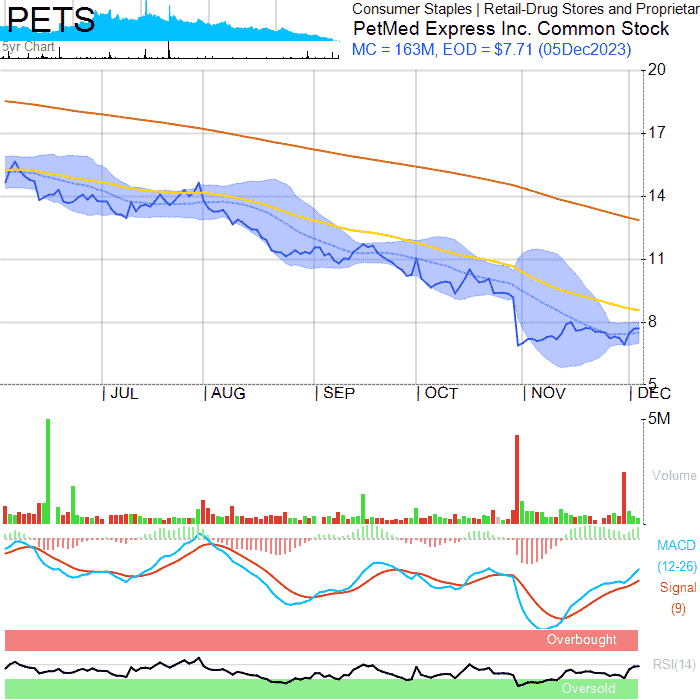 PETS
5yr Chart
Consumer Staples | Retail-Drug Stores and Proprietar
PetMed Express Inc. Common Stock
MC = 163M, EOD = $7.71 (05Dec2023)
20
17
14
11
8
5
JUL AUG SEP OCT NOV DEC
5M
Volume
MACD
(12-26)
Signal
(9)
Overbought
RSI(14)
Oversold